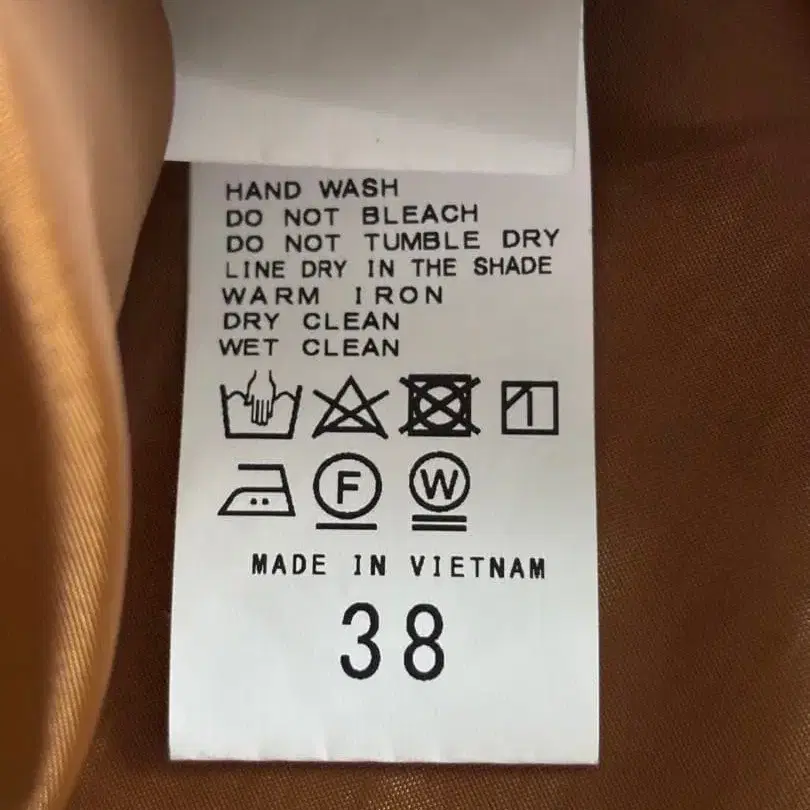 HAND WASH
DO NOT BLEACH
DO NOT TUMBLE DRY
LINE DRY IN THE SHADE
WARM IRON
DRY CLEAN
WET CLEAN
F W
MADE IN VIETNAM
38